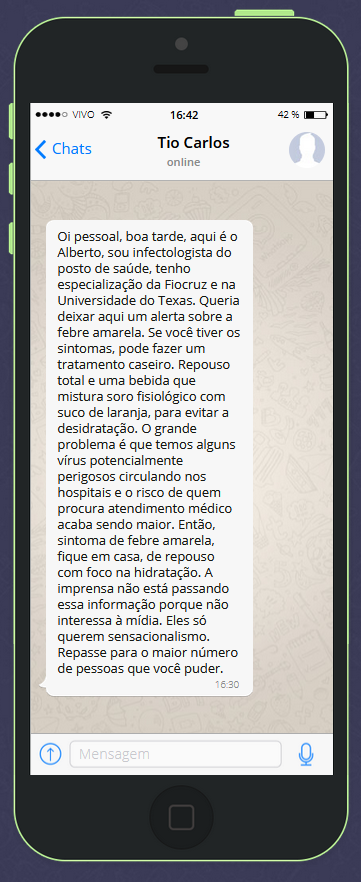 VIVO 16:42 42 %
Chats Tio Carlos
online
Oi pessoal, boa tarde, aqui é o
Alberto, sou infectologista do
posto de saúde, tenho
especialização da Fiocruz e na
Universidade do Texas. Queria
deixar aqui um alerta sobre a
febre amarela. Se você tiver os
sintomas, pode fazer um
tratamento caseiro. Repouso
total e uma bebida que
mistura soro fisiológico com
suco de laranja, para evitar a
desidratação. O grande
problema é que temos alguns
vírus potencialmente
perigosos circulando nos
hospitais e o risco de quem
procura atendimento médico
acaba sendo maior. Então,
sintoma de febre amarela,
fique em casa, de repouso
com foco na hidratação. A
imprensa não está passando
essa informação porque não
interessa à mídia. Eles só
querem sensacionalismo.
Repasse para o maior número
de pessoas que você puder.
16:30
Mensagem